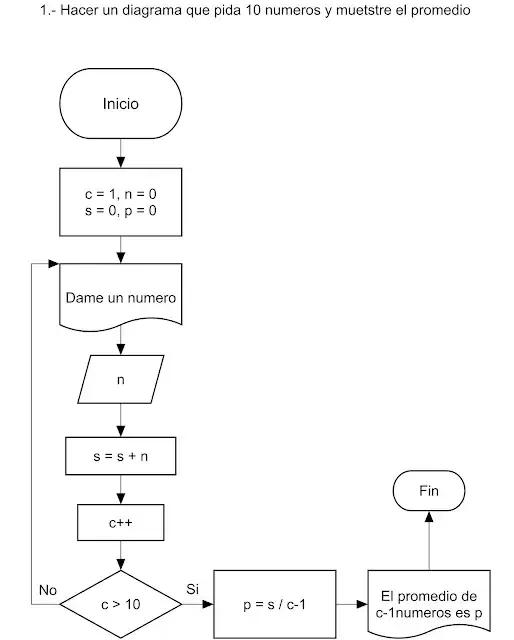 1.- Hacer un diagrama que pida 10 numeros y muetstre el promedio
Inicio
c = 1, n = 0
s = 0, p = 0
Dame un numero
n
s = s + n
c++
c > 10
No
Si
p = s / c-1
El promedio de
c-1numeros es p
Fin